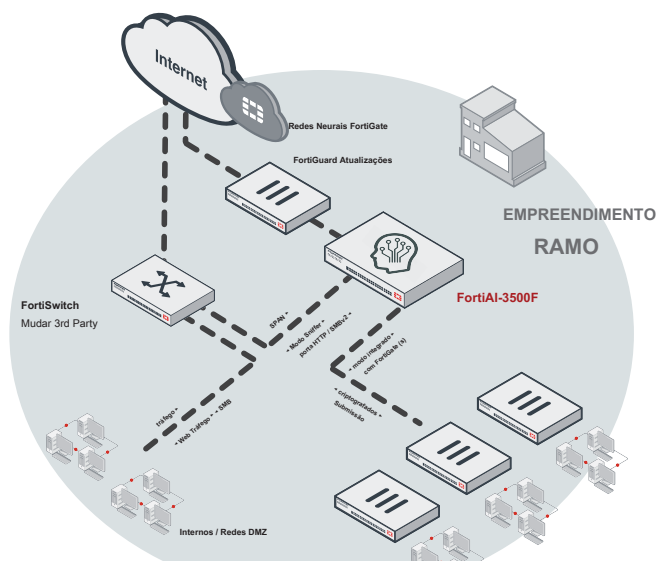 Internet
Redes Neurais FortiGate
FortiGuard Atualizações
EMPREENDIMENTO
RAMO
FortiAI-3500F
FortiSwitch
Mudar 3rd Party
SPAN -
- Modo Sniffer -
porta HTTP / SMBv2 -
- modo integrado
com FortiGate (s)
- criptografados -
Submissão
tráfego -
- Web Tráfego - - SMB
Internos / Redes DMZ